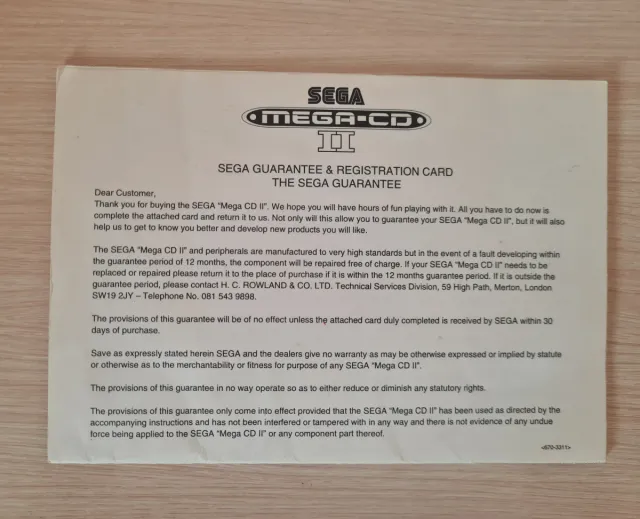 SEGA
MEGA-CD
II
SEGA GUARANTEE & REGISTRATION CARD
THE SEGA GUARANTEE
Dear Customer,
Thank you for buying the SEGA "Mega CD II". We hope you will have hours of fun playing with it. All you have to do now is
complete the attached card and return it to us. Not only will this allow you to guarantee your SEGA "Mega CD II", but it will also
help us to get to know you better and develop new products you will like.
The SEGA "Mega CD II" and peripherals are manufactured to very high standards but in the event of a fault developing within
the guarantee period of 12 months, the component will be repaired free of charge. If your SEGA "Mega CD II" needs to be
replaced or repaired please return it to the place of purchase if it is within the 12 months guarantee period. If it is outside the
guarantee period, please contact H. C. ROWLAND & CO. LTD. Technical Services Division, 59 High Path, Merton, London
SW19 2JY – Telephone No. 081 543 9898.
The provisions of this guarantee will be of no effect unless the attached card duly completed is received by SEGA within 30
days of purchase.
Save as expressly stated herein SEGA and the dealers give no warranty as may be otherwise expressed or implied by statute
or otherwise as to the merchantability or fitness for purpose of any SEGA "Mega CD II".
The provisions of this guarantee in no way operate so as to either reduce or diminish any statutory rights.
The provisions of this guarantee only come into effect provided that the SEGA "Mega CD II" has been used as directed by the
accompanying instructions and has not been interfered or tampered with in any way and there is not evidence of any undue
force being applied to the SEGA "Mega CD II" or any component part thereof.
<670-3311>